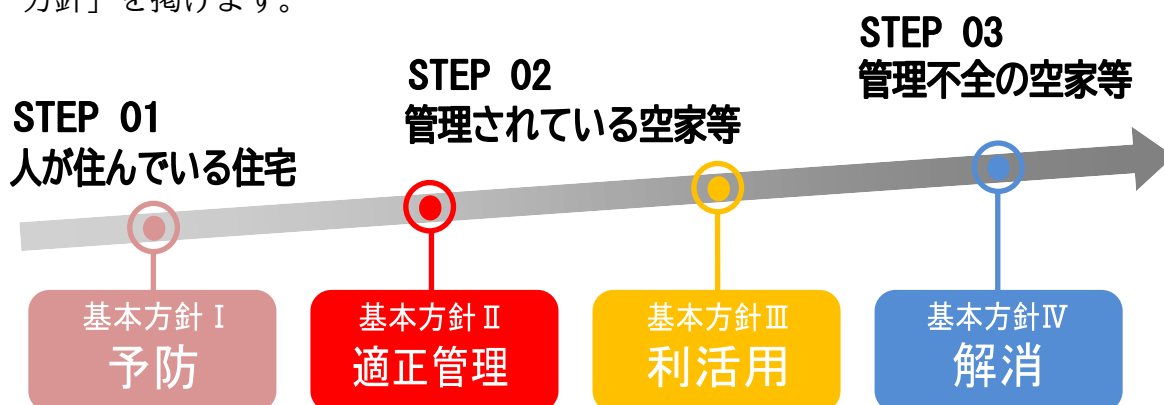 方針」を掲げます。
STEP 01
人が住んでいる住宅
STEP 02
管理されている空家等
STEP 03
管理不全の空家等
基本方針Ⅰ
予防
基本方針Ⅱ
適正管理
基本方針Ⅲ
利活用
基本方針Ⅳ
解消